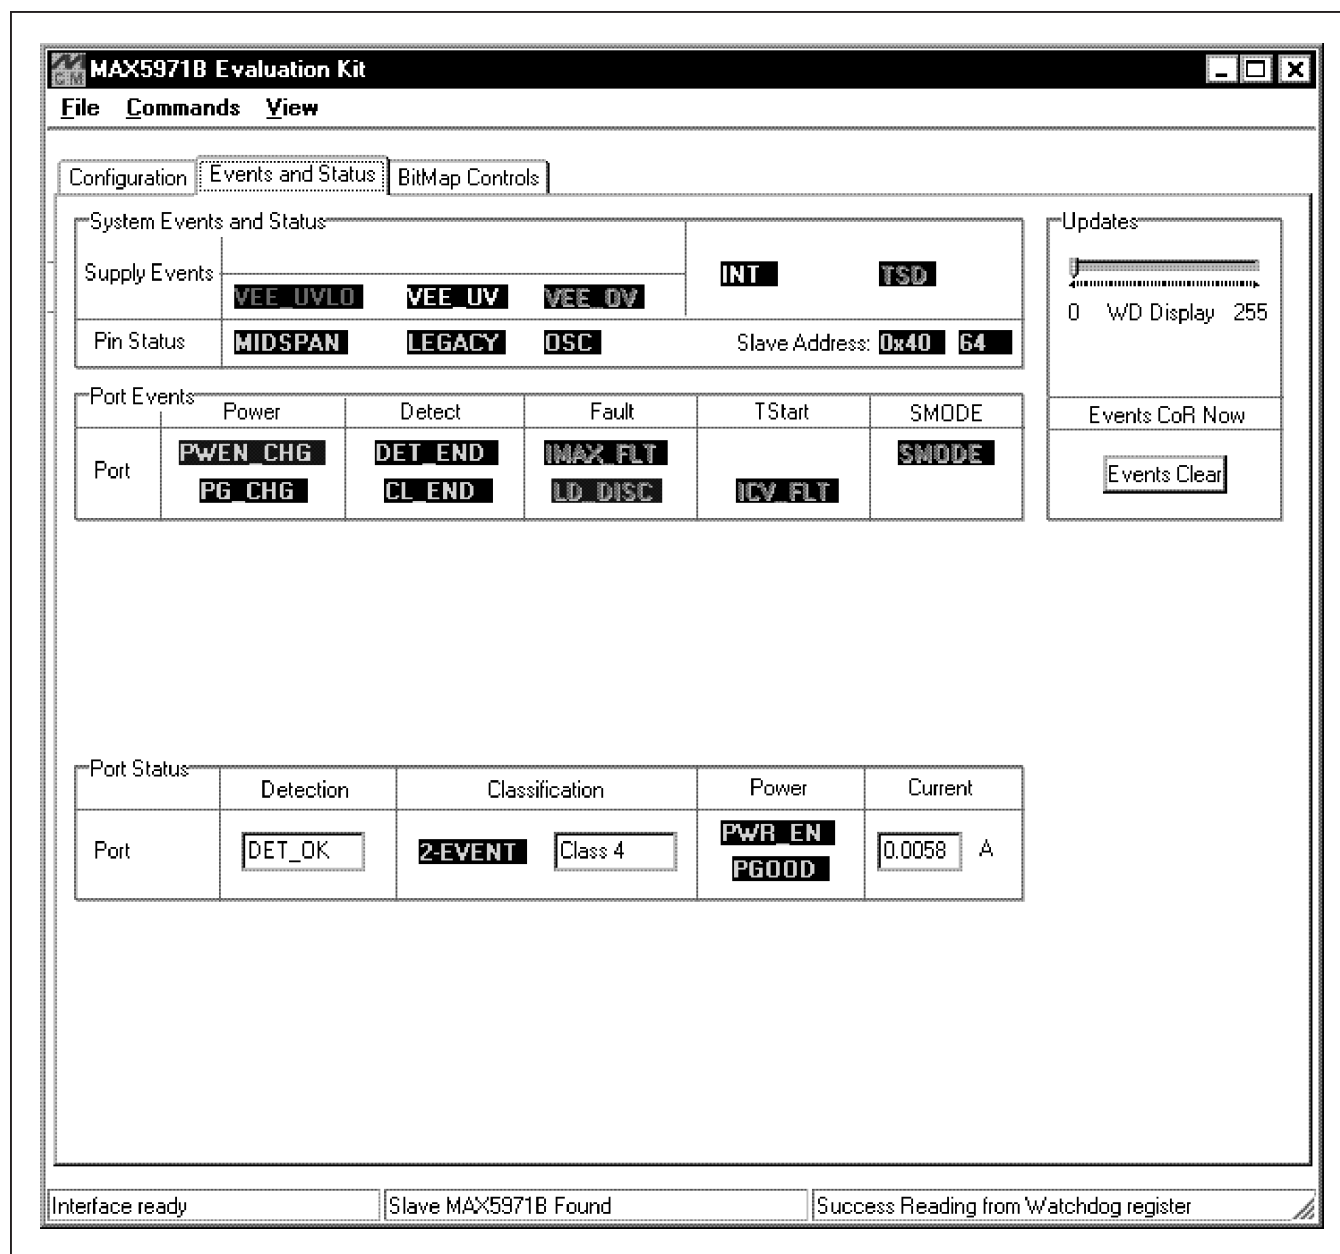 MAX5971B Evaluation Kit
File Commands View
Configuration Events and Status BitMap Controls
System Events and Status
Supply Events
VEE_UVLO VEE_UV VEE_OV INT TSD
Pin Status MIDSPAN LEGACY OSC Slave Address: 0x40 64
Updates
0 WD Display 255
Events CoR Now
Events Clear
Port Events
Power Detect Fault TStart SMODE
Port
PWEN_CHG DET_END IMAX_FLT SMODE
PG_CHG CL_END LD_DISC ICV_FLT
Port Status
Detection Classification Power Current
Port DET_OK 2-EVENT Class 4 PWR_EN 0.0058 A
PGOOD
Interface ready Slave MAX5971B Found Success Reading from Watchdog register